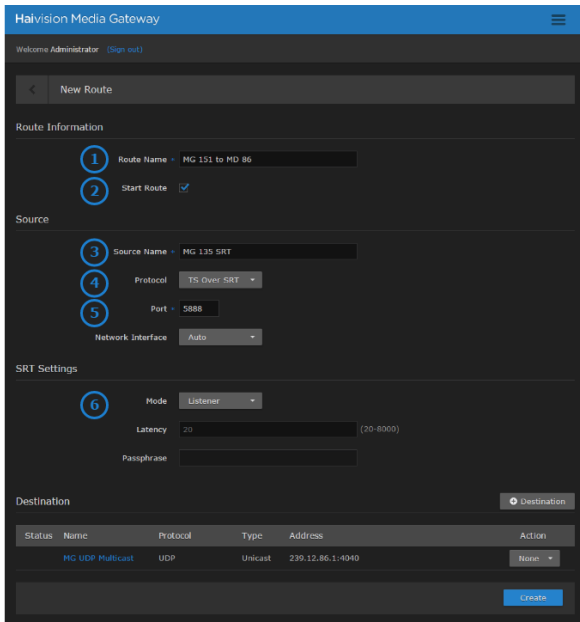 Haivision Media Gateway
Welcome Administrator (Sign out)
New Route
Route Information
1 Route Name • MG 151 to MD 86
2 Start Route
Source
3 Source Name • MG 135 SRT
4 Protocol TS Over SRT
5 Port • 5888
Network Interface Auto
SRT Settings
6 Mode Listener
Latency 20 (20-8000)
Passphrase
Destination Destination
Status Name Protocol Type Address Action
MG UDP Multicast UDP Unicast 239.12.86.1:4040 None
Create